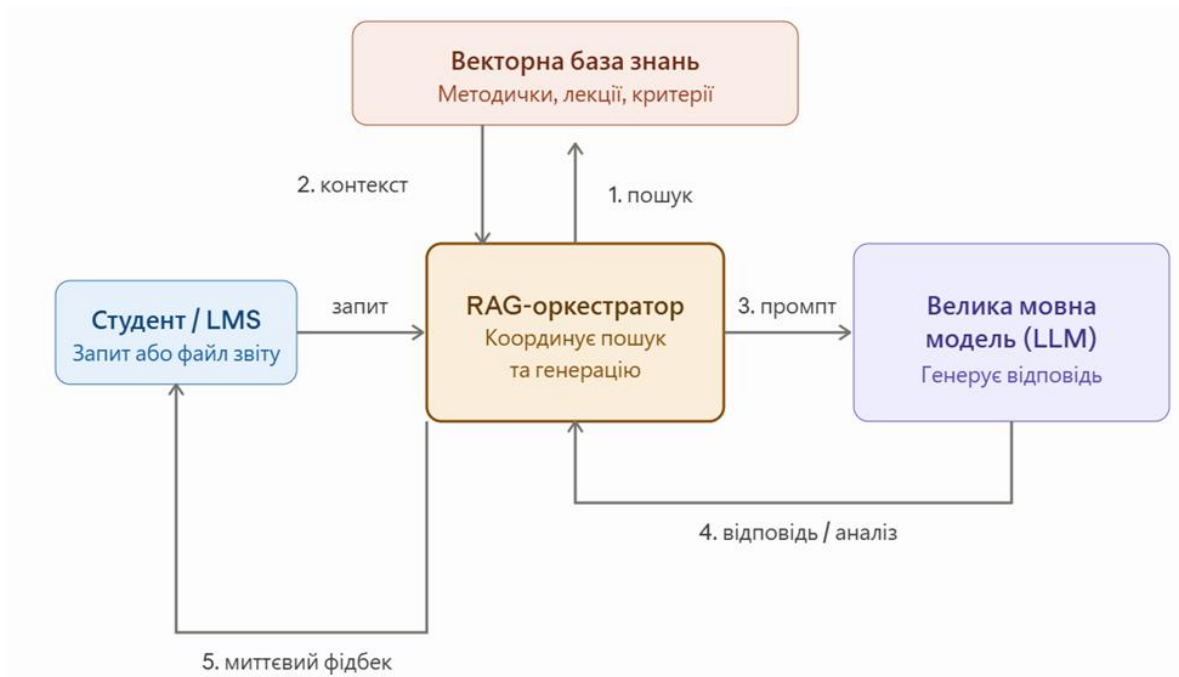 Векторна база знань
Методички, лекції, критерії
2. контекст
1. пошук
Студент / LMS
Запит або файл звіту
запит
RAG-оркестратор
Координує пошук
та генерацію
3. промпт
Велика мовна
модель (LLM)
Генерує відповідь
4. відповідь / аналіз
5. миттєвий фідбек